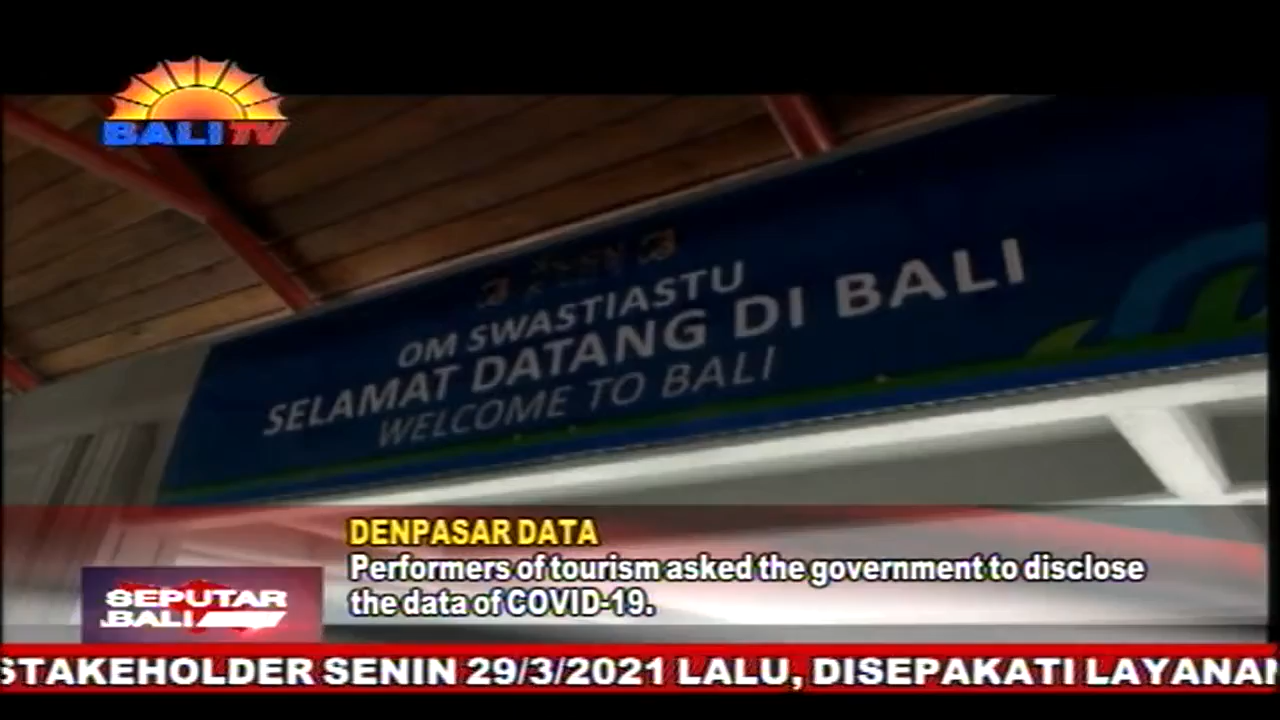 BALI TV
OM SWASTIASTU
SELAMAT DATANG DI BALI
WELCOME TO BALI
DENPASAR DATA
Performers of tourism asked the government to disclose
the data of COVID-19.
SEPUTAR
BALI
STAKEHOLDER SENIN 29/3/2021 LALU, DISEPAKATI LAYANAN